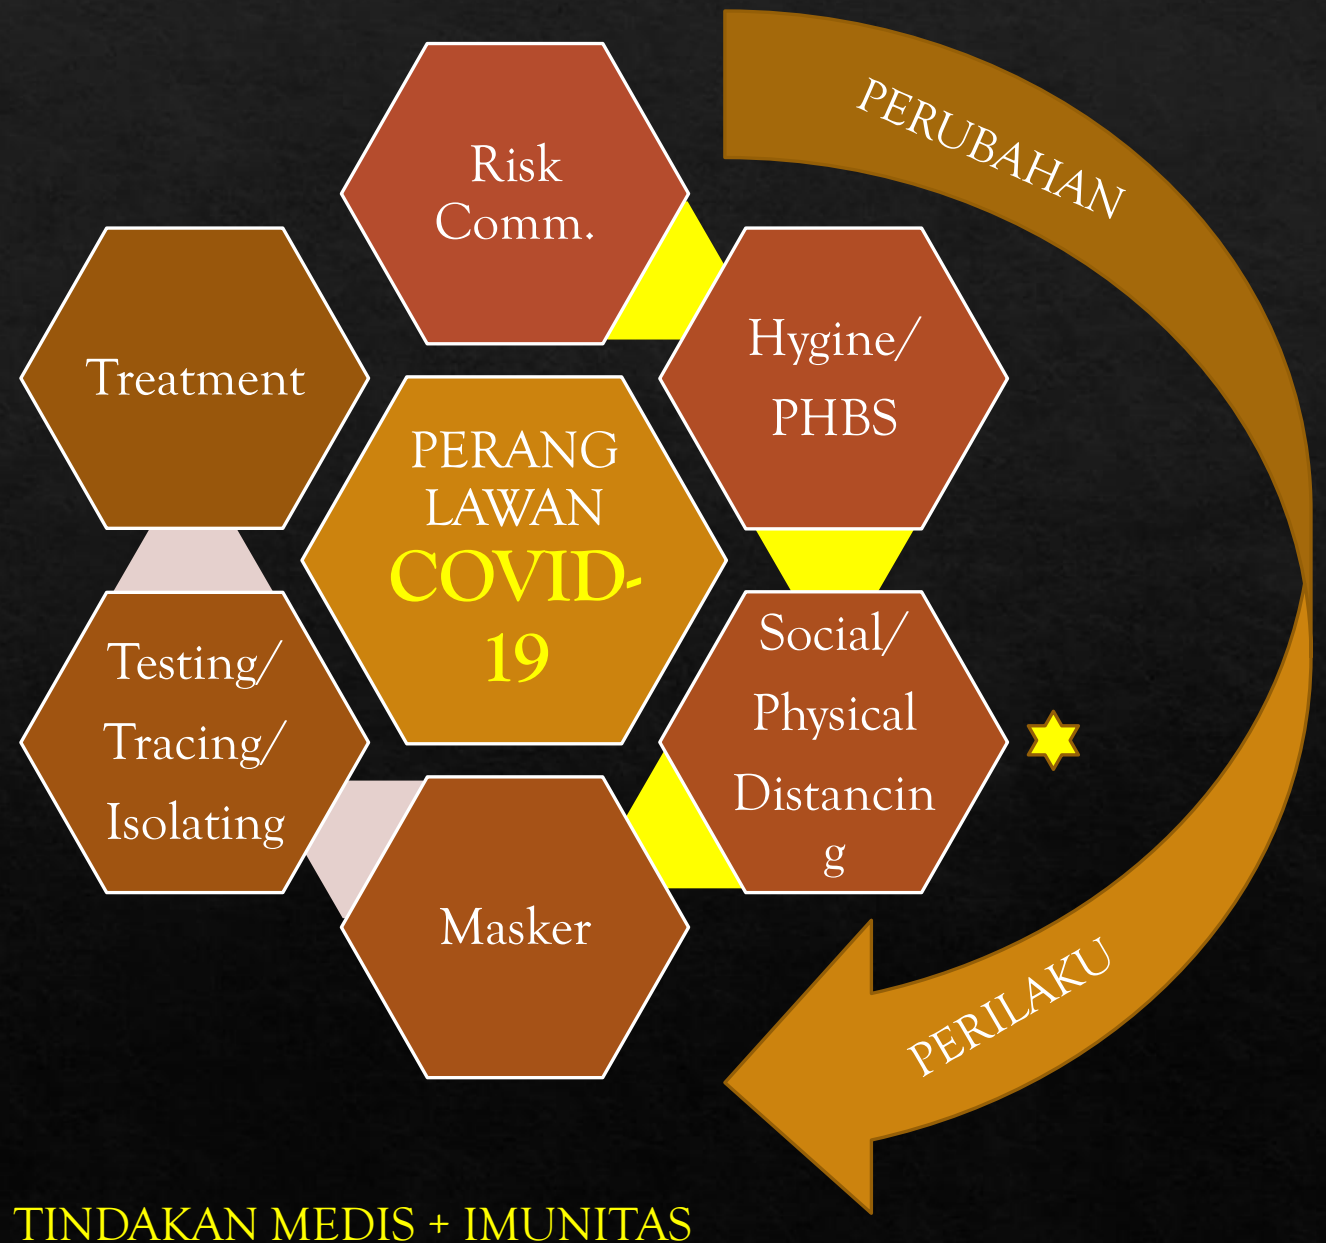 Risk
Comm.
Hygine/
PHBS
Social/
Physical
Distancin
g
Masker
Testing/
Tracing/
Isolating
Treatment
PERANG
LAWAN
COVID-
19
PERUBAHAN
PERILAKU
TINDAKAN MEDIS + IMUNITAS